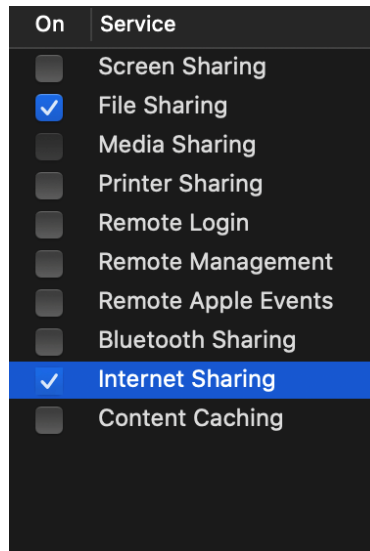 On Service
Screen Sharing
File Sharing
Media Sharing
Printer Sharing
Remote Login
Remote Management
Remote Apple Events
Bluetooth Sharing
Internet Sharing
Content Caching